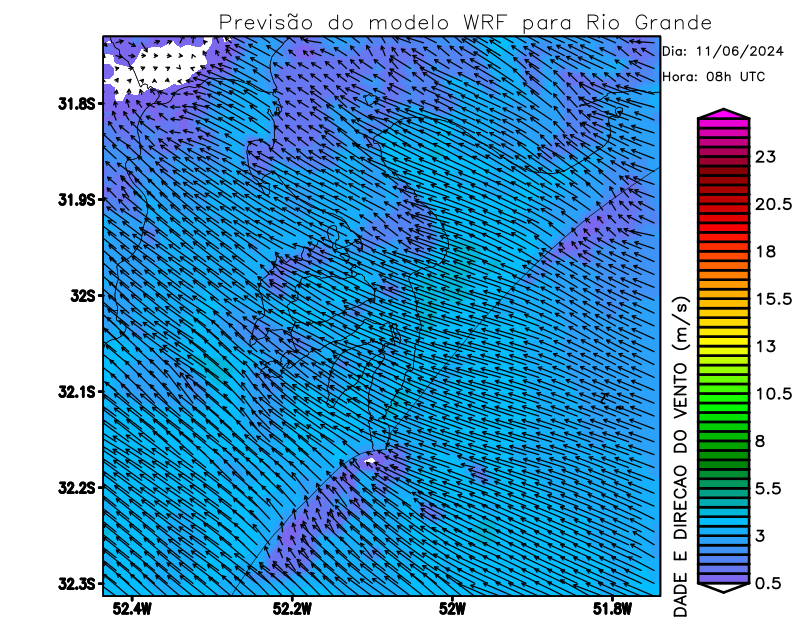 Previsão do modelo WRF para Rio Grande
Dia: 11/06/2024
Hora: 08h UTC
31.8S
31.9S
32S
32.1S
32.2S
32.3S
52.4W
52.2W
52W
51.8W
23
20.5
18
15.5
13
10.5
8
5.5
3
0.5
DADE E DIRECAO DO VENTO (m/s)